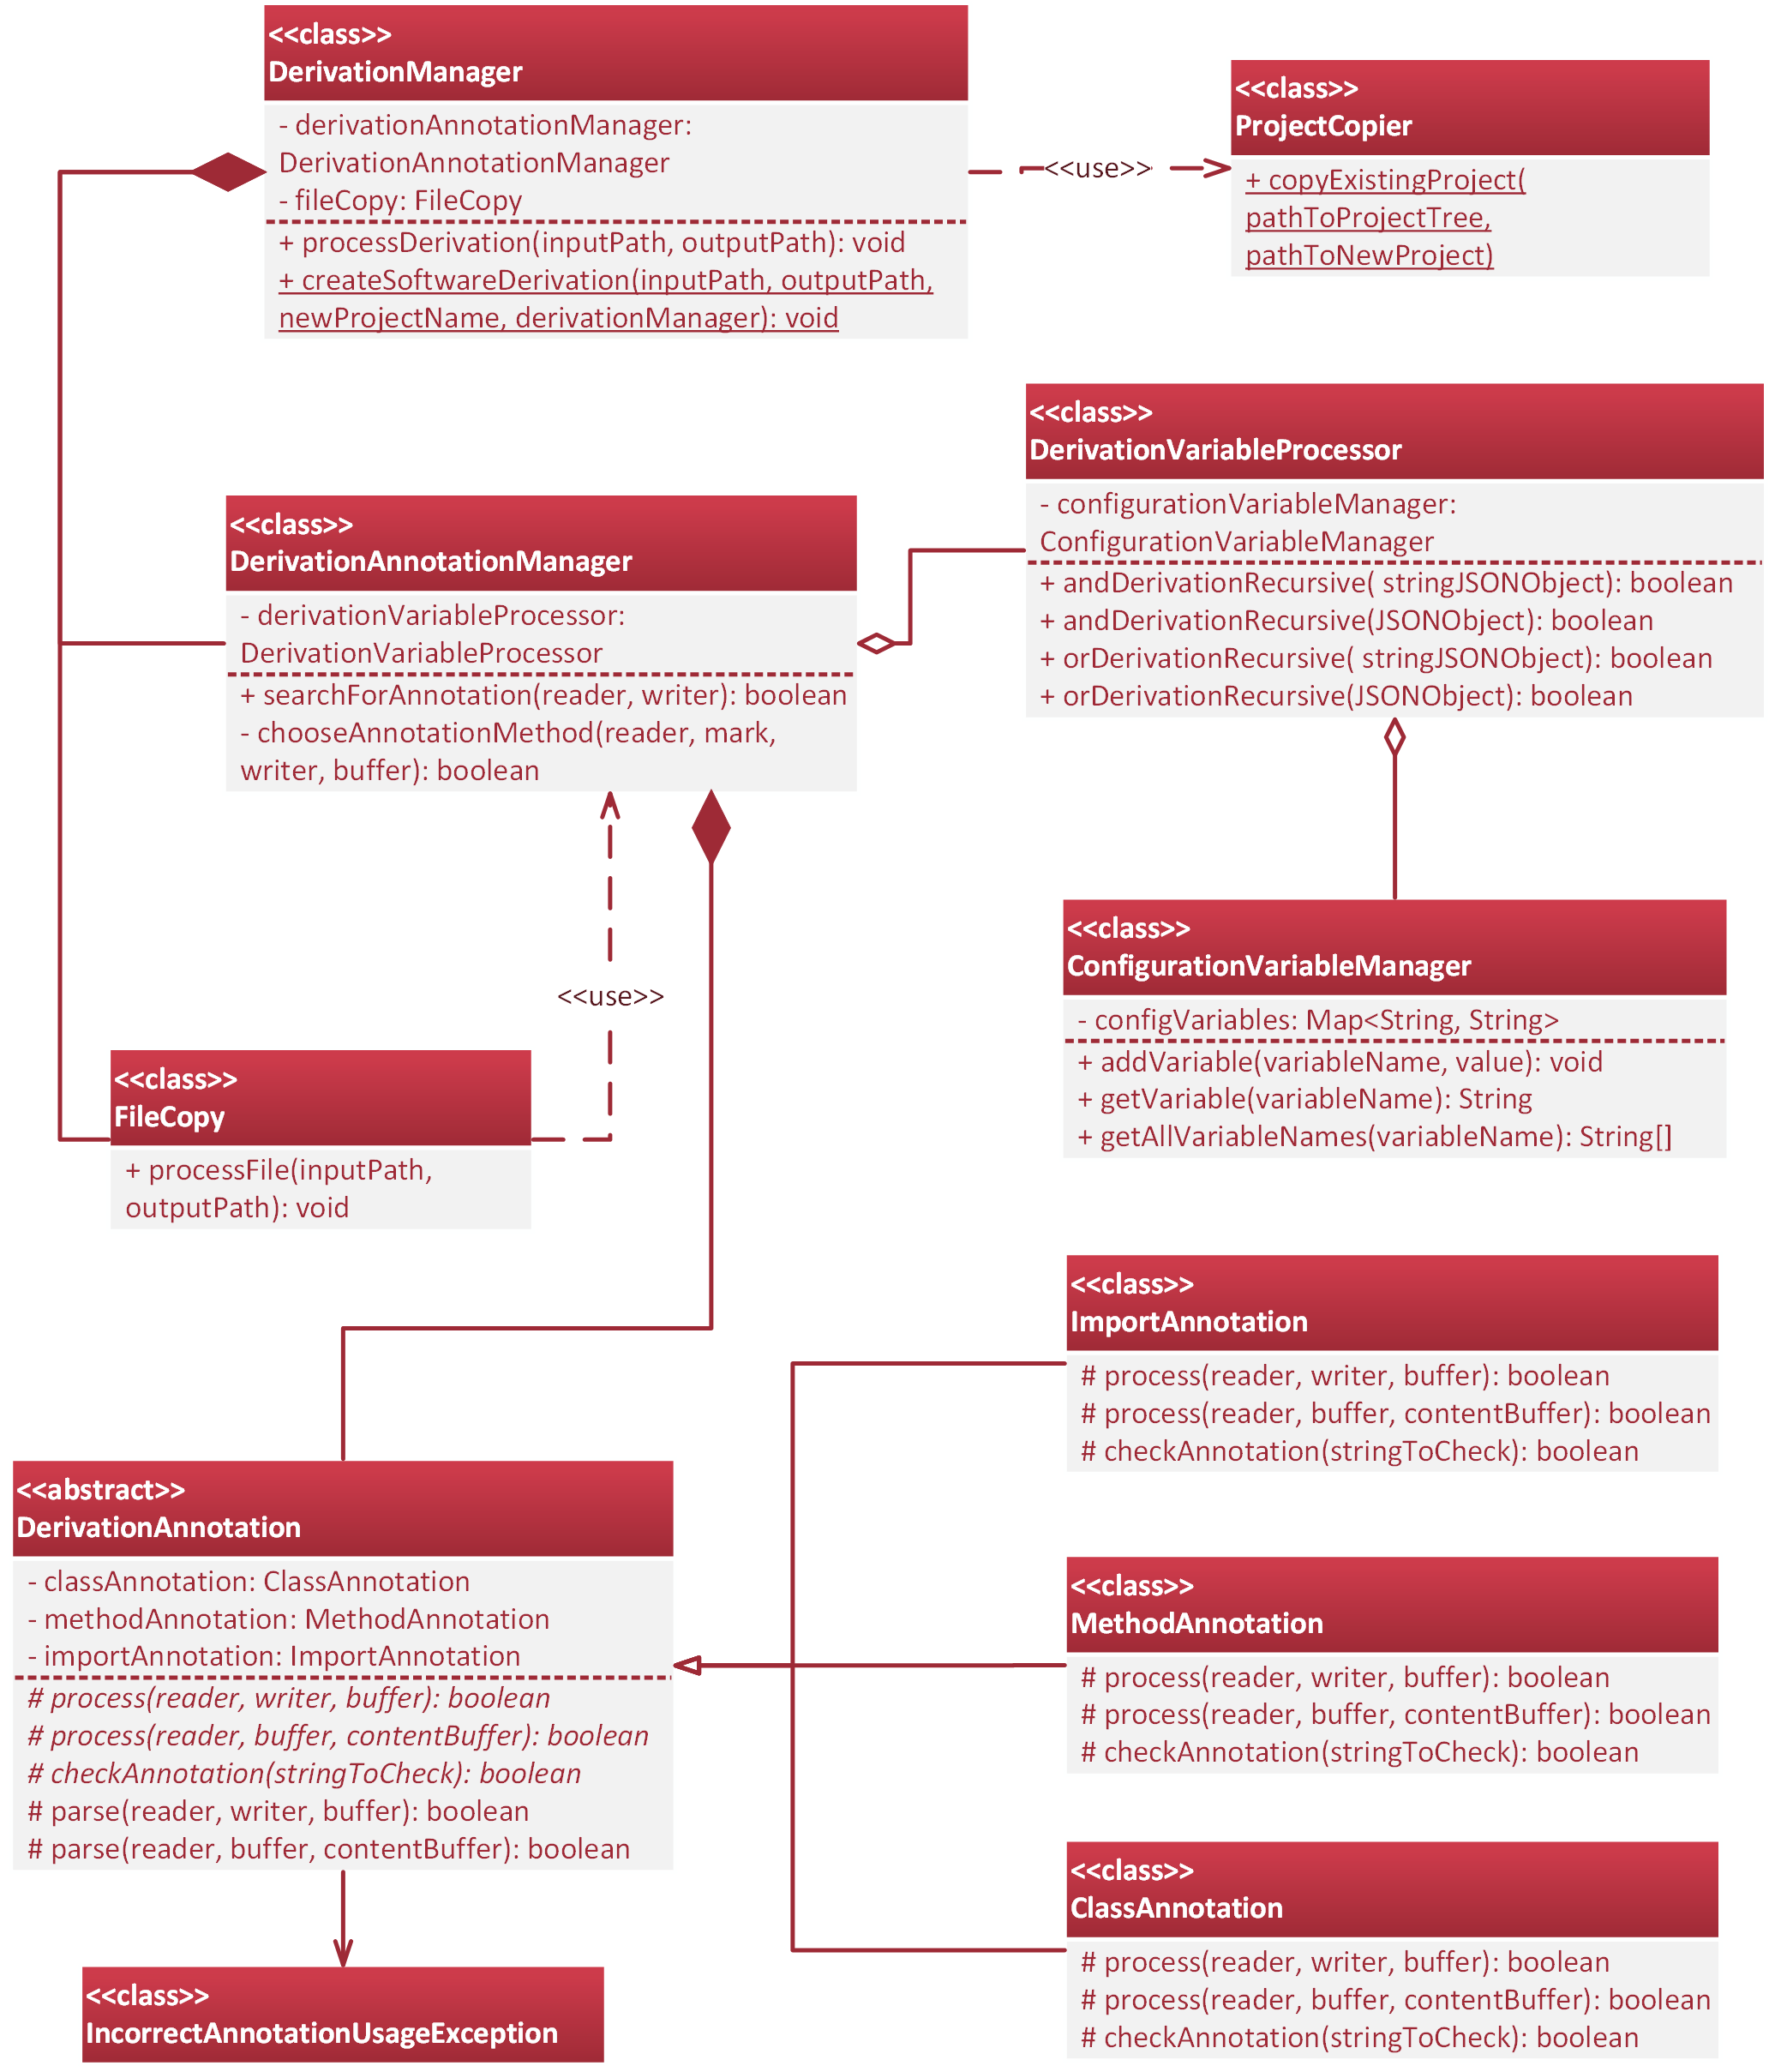 <<class>>
DerivationManager
- derivationAnnotationManager:
DerivationAnnotationManager
- fileCopy: FileCopy
+ processDerivation(inputPath, outputPath): void
+ createSoftwareDerivation(inputPath, outputPath,
newProjectName, derivationManager): void
<<use>>
<<class>>
ProjectCopier
+ copyExistingProject(
pathToProjectTree,
pathToNewProject)
<<class>>
DerivationVariableProcessor
- configurationVariableManager:
ConfigurationVariableManager
+ andDerivationRecursive( stringJSONObject): boolean
+ andDerivationRecursive(JSONObject): boolean
+ orDerivationRecursive( stringJSONObject): boolean
+ orDerivationRecursive(JSONObject): boolean
<<class>>
DerivationAnnotationManager
- derivationVariableProcessor:
DerivationVariableProcessor
+ searchForAnnotation(reader, writer): boolean
- chooseAnnotationMethod(reader, mark,
writer, buffer): boolean
<<class>>
ConfigurationVariableManager
- configVariables: Map<String, String>
+ addVariable(variableName, value): void
+ getVariable(variableName): String
+ getAllVariableNames(variableName): String[]
<<use>>
<<class>>
FileCopy
+ processFile(inputPath,
outputPath): void
<<class>>
ImportAnnotation
# process(reader, writer, buffer): boolean
# process(reader, buffer, contentBuffer): boolean
# checkAnnotation(stringToCheck): boolean
<<abstract>>
DerivationAnnotation
- classAnnotation: ClassAnnotation
- methodAnnotation: MethodAnnotation
- importAnnotation: ImportAnnotation
# process(reader, writer, buffer): boolean
# process(reader, buffer, contentBuffer): boolean
# checkAnnotation(stringToCheck): boolean
# parse(reader, writer, buffer): boolean
# parse(reader, buffer, contentBuffer): boolean
<<class>>
MethodAnnotation
# process(reader, writer, buffer): boolean
# process(reader, buffer, contentBuffer): boolean
# checkAnnotation(stringToCheck): boolean
<<class>>
ClassAnnotation
# process(reader, writer, buffer): boolean
# process(reader, buffer, contentBuffer): boolean
# checkAnnotation(stringToCheck): boolean
<<class>>
IncorrectAnnotationUsageException